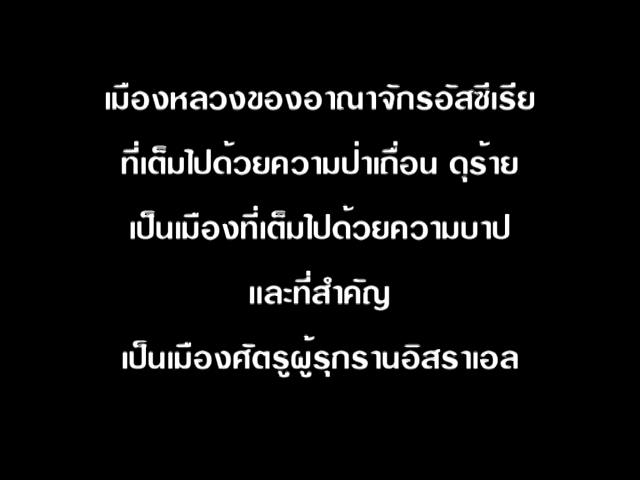 เมืองหลวงของอาณาจักรอัสซีเรีย
ที่เต็มไปด้วยความป่าเถื่อน ดุร้าย
เป็นเมืองที่เต็มไปด้วยความบาป
และที่สำคัญ
เป็นเมืองศัตรูผู้รุกรานอิสราเอล